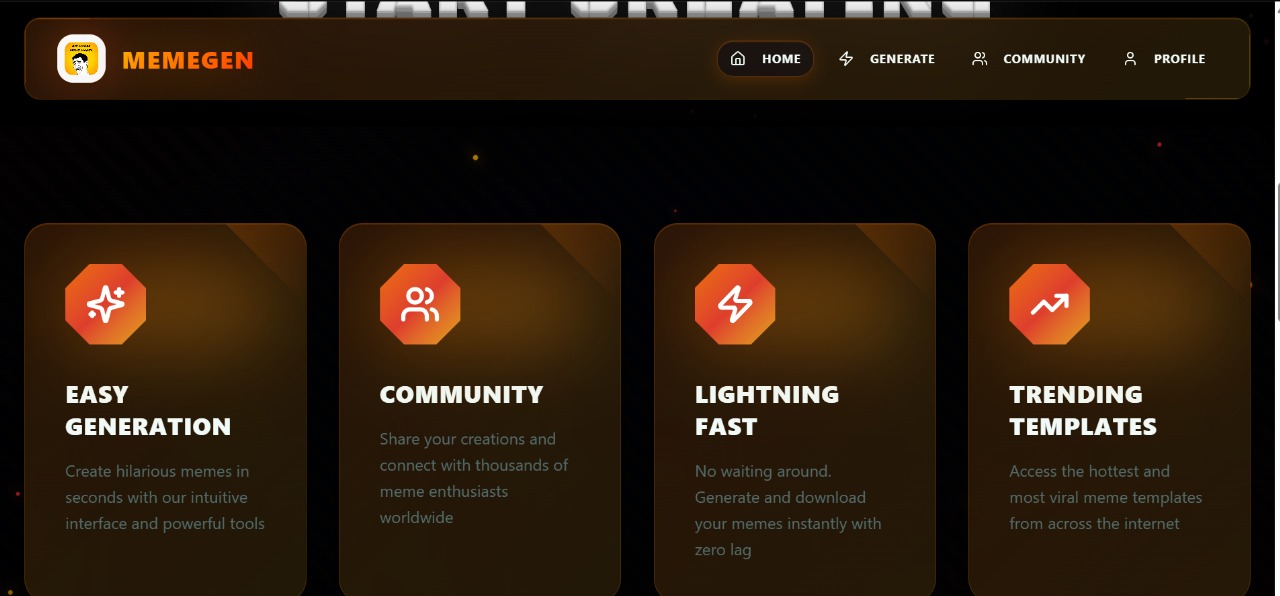 START CREATING
MEMEGEN
HOME
GENERATE
COMMUNITY
PROFILE
EASY
GENERATION
Create hilarious memes in
seconds with our intuitive
interface and powerful tools
COMMUNITY
Share your creations and
connect with thousands of
meme enthusiasts
worldwide
LIGHTNING
FAST
No waiting around.
Generate and download
your memes instantly with
zero lag
TRENDING
TEMPLATES
Access the hottest and
most viral meme templates
from across the internet